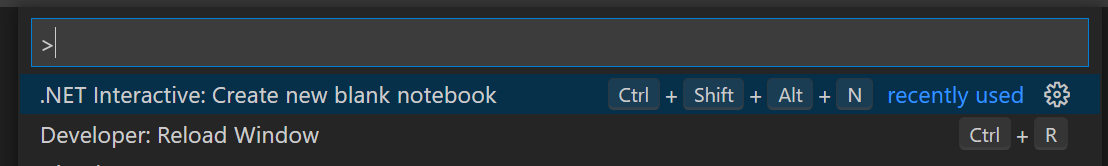 >
.NET Interactive: Create new blank notebook Ctrl + Shift + Alt + N recently used
Developer: Reload Window Ctrl + R